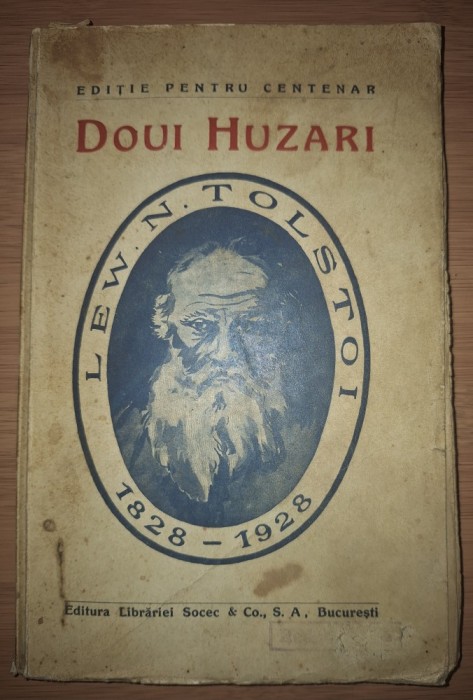 EDIȚIE PENTRU CENTENAR
DOUI HUZARI
LEW. N. TOLSTOI
1828 – 1928
Editura Librăriei Socec & Co., S. A, București